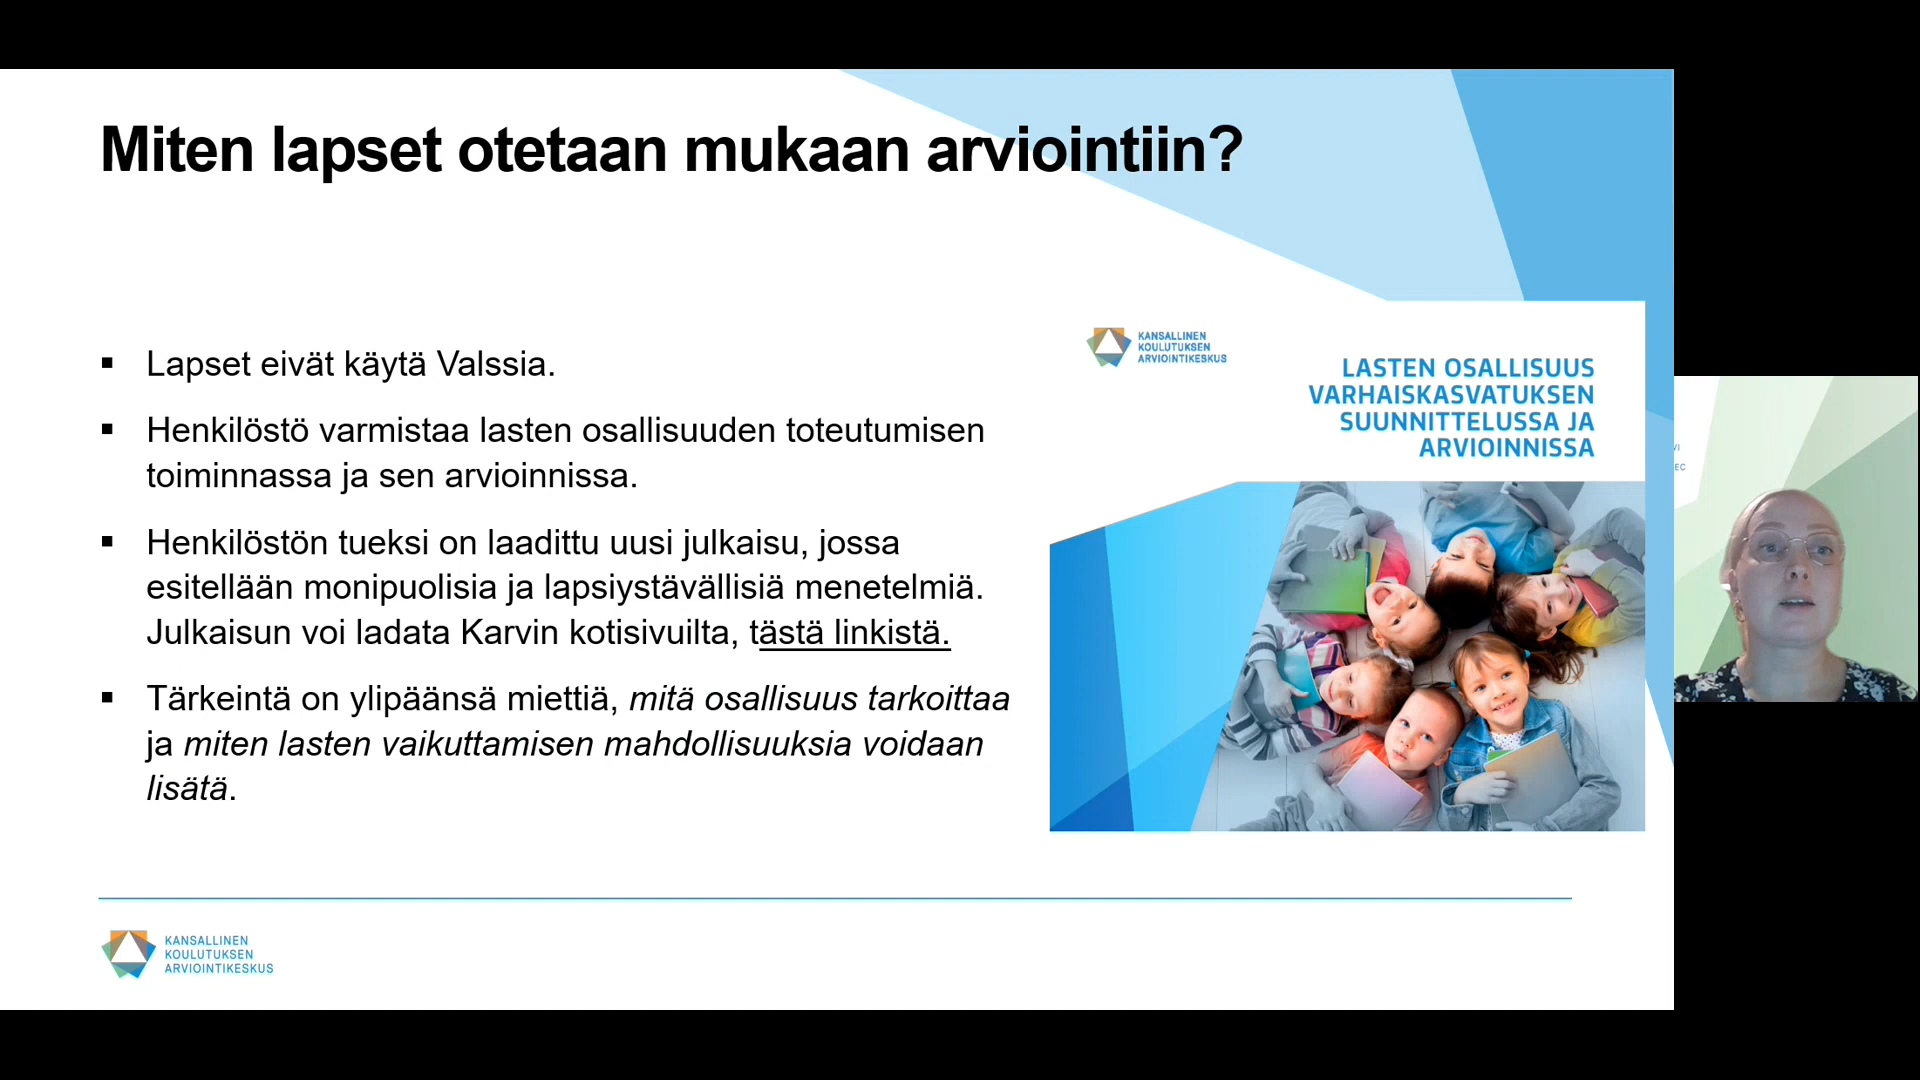 Miten lapset otetaan mukaan arviointiin?
▪ Lapset eivät käytä Valssia.
▪ Henkilöstö varmistaa lasten osallisuuden toteutumisen
toiminnassa ja sen arvioinnissa.
▪ Henkilöstön tueksi on laadittu uusi julkaisu, jossa
esitellään monipuolisia ja lapsiystävällisiä menetelmiä.
Julkaisun voi ladata Karvin kotisivuilta, tästä linkistä.
▪ Tärkeintä on ylipäänsä miettiä, mitä osallisuus tarkoittaa
ja miten lasten vaikuttamisen mahdollisuuksia voidaan
lisätä.
KANSALLINEN
KOULUTUKSEN
ARVIOINTIKESKUS
LASTEN OSALLISUUS
VARHAISKASVATUKSEN
SUUNNITTELUSSA JA
ARVIOINNISSA
KANSALLINEN
KOULUTUKSEN
ARVIOINTIKESKUS